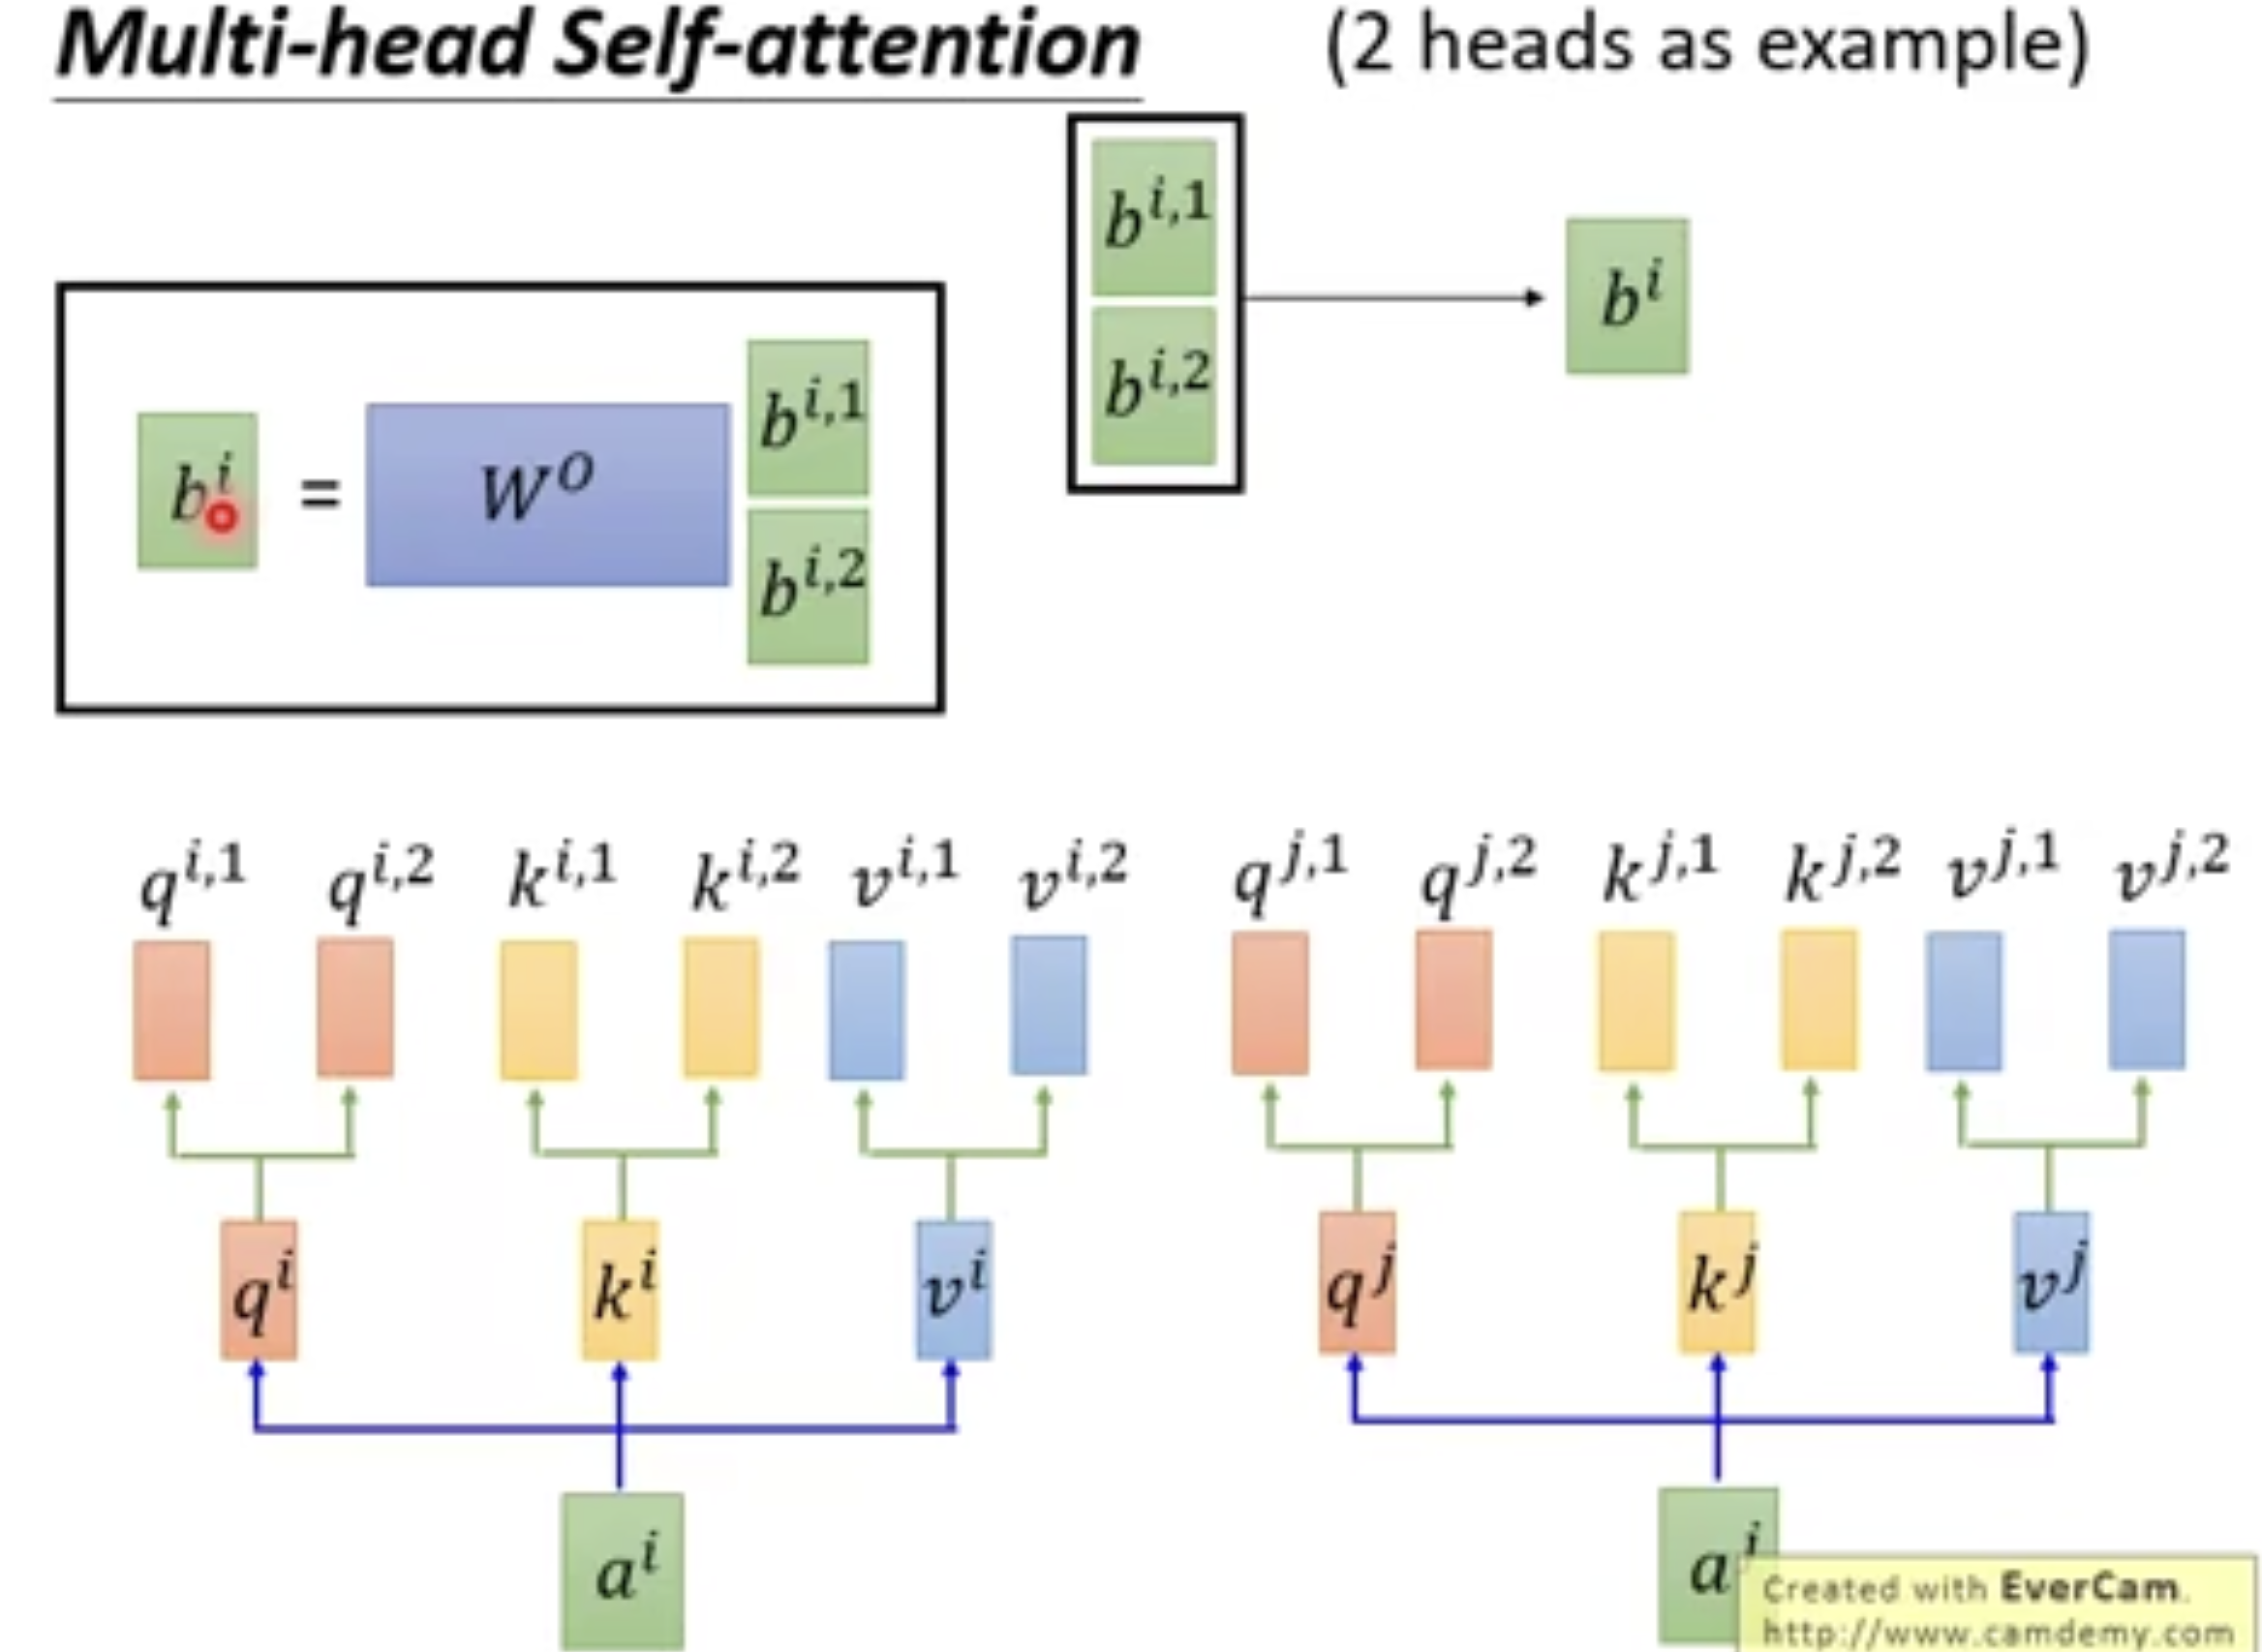 Multi-head Self-attention (2 heads as example)
b^{i,1}
b^{i,2}
b^i
b^i = W^O
b^{i,1}
b^{i,2}
q^{i,1} q^{i,2} k^{i,1} k^{i,2} v^{i,1} v^{i,2} q^{j,1} q^{j,2} k^{j,1} k^{j,2} v^{j,1} v^{j,2}
q^i k^i v^i q^j k^j v^j
a^i a^j
Created with EverCam.
http://www.camdemy.com